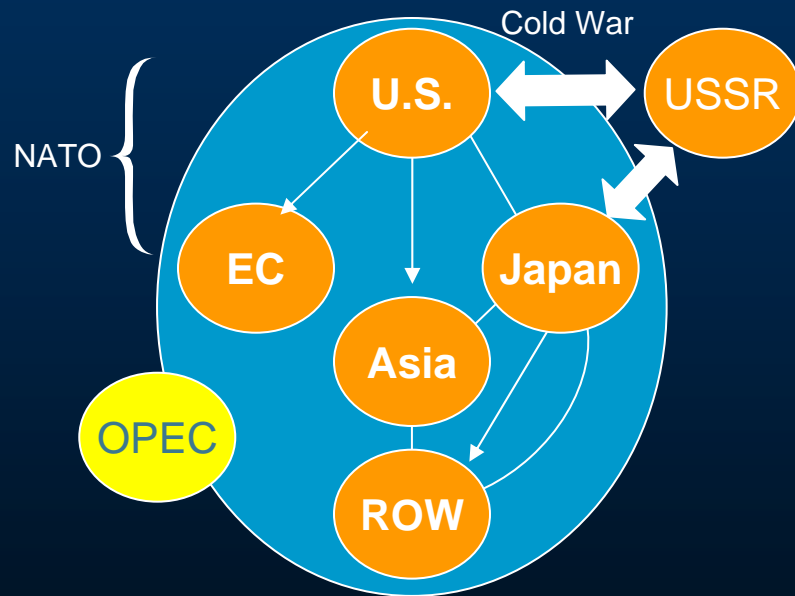 Cold War
U.S.
USSR
NATO
EC
Japan
Asia
OPEC
ROW